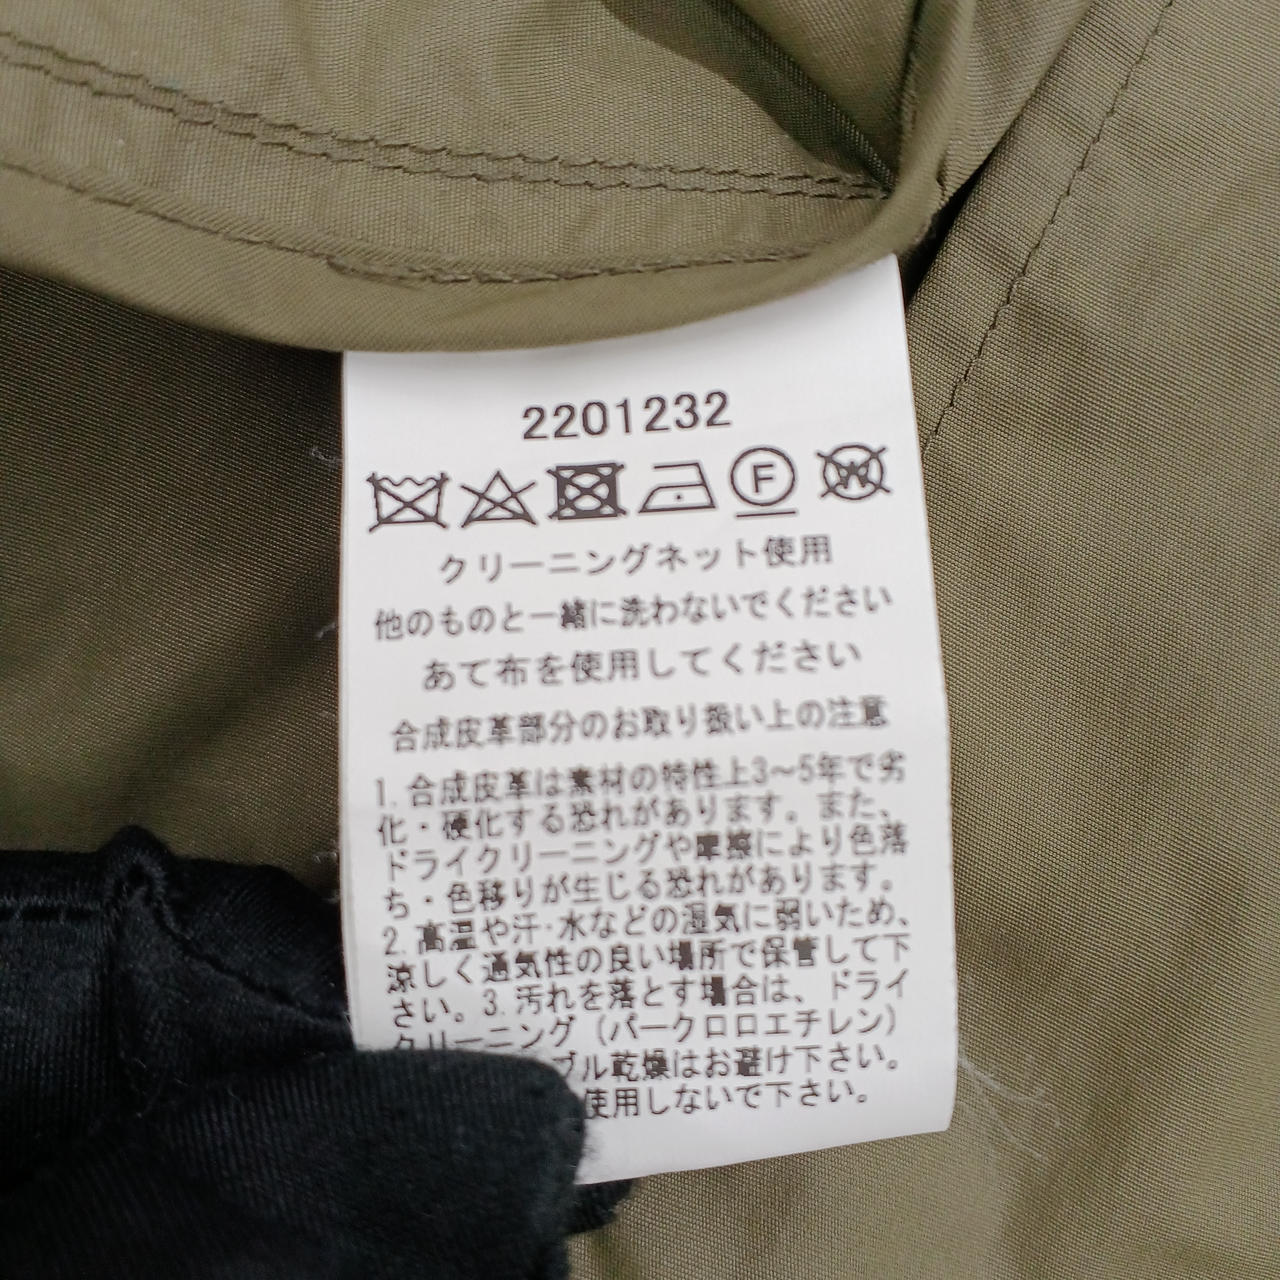 2201232
F W
クリーニングネット使用
他のものと一緒に洗わないでください
あて布を使用してください
合成皮革部分のお取り扱い上の注意
1. 合成皮革は素材の特性上3〜5年で劣
化・硬化する恐れがあります。また、
ドライクリーニングや摩擦により色落
ち・色移りが生じる恐れがあります。
2. 高温や汗・水などの湿気に弱いため、
涼しく通気性の良い場所で保管して下
さい。3. 汚れを落とす場合は、ドライ
クリーニング（パークロロエチレン）
ブル乾燥はお避け下さい。
使用しないで下さい。